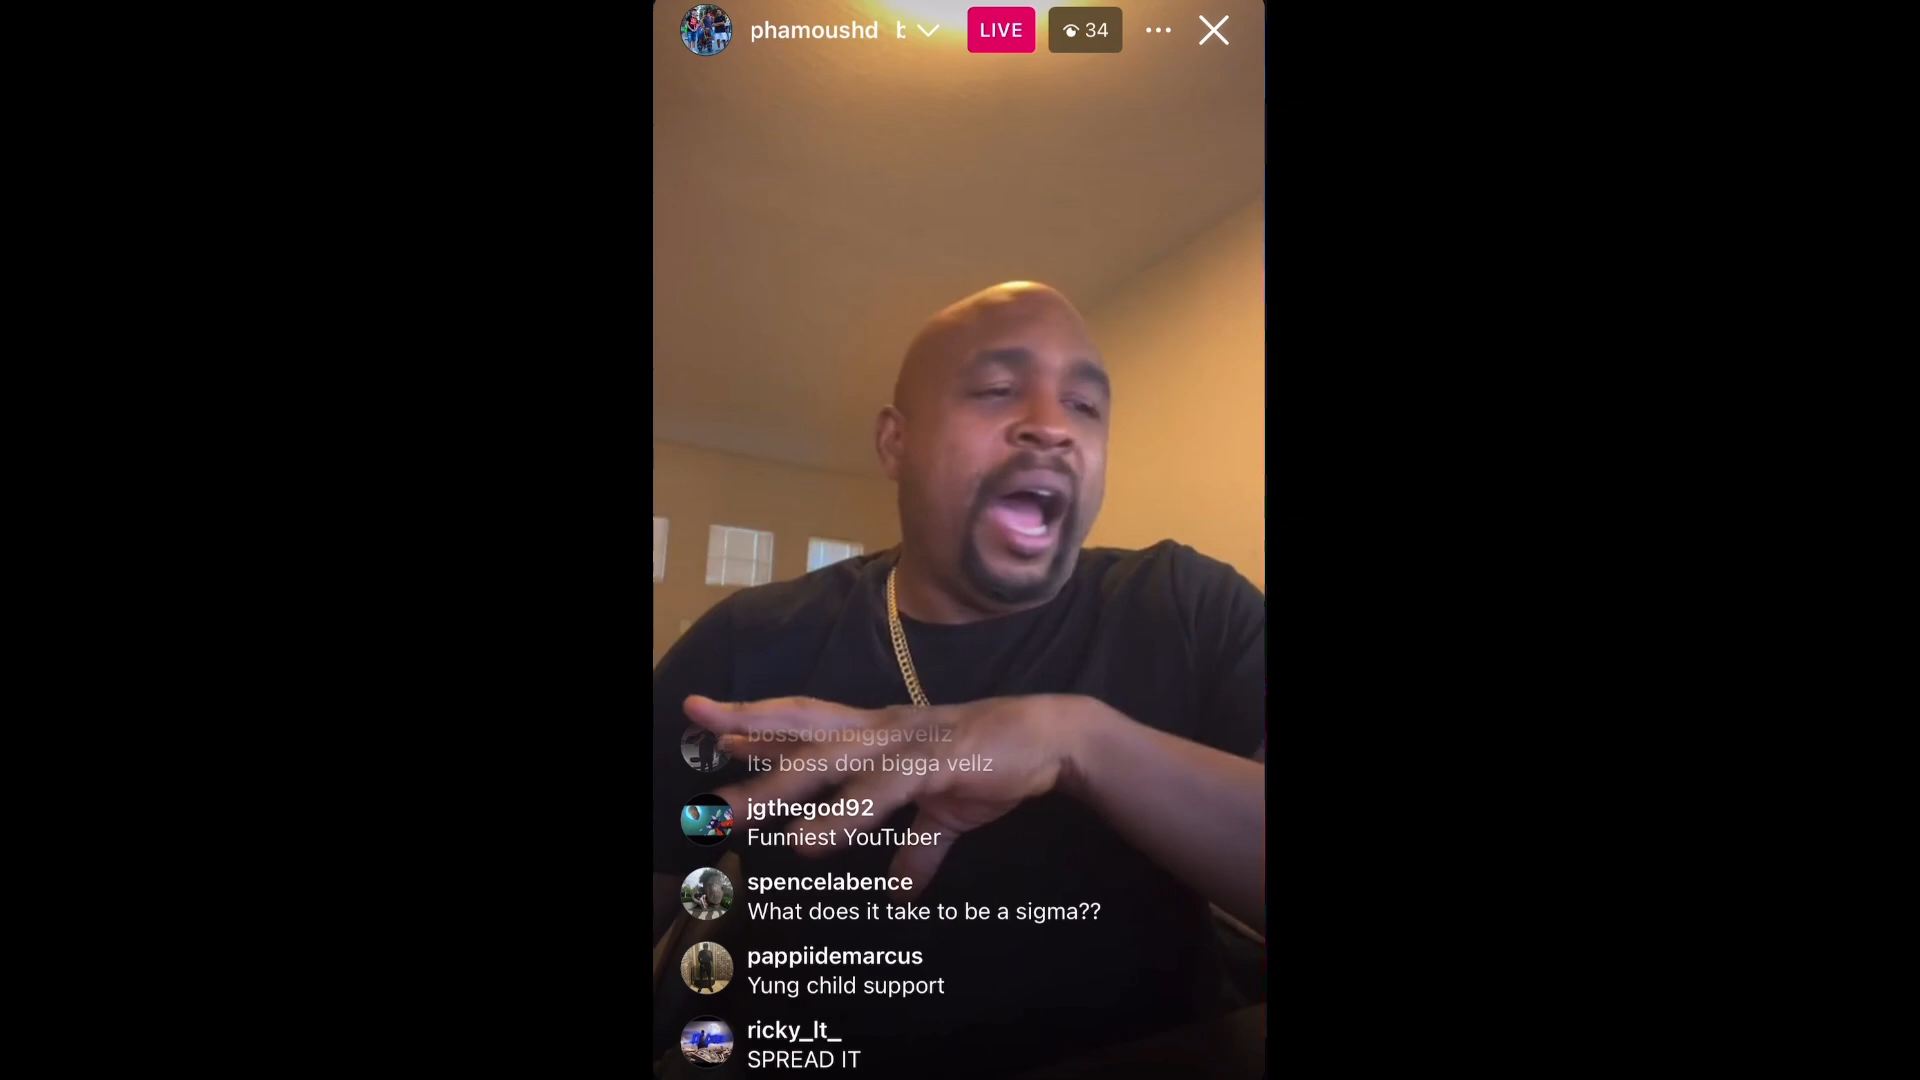 phamoushd b
LIVE
34
bossdonbiggavellz
Its boss don bigga vellz
jgthegod92
Funniest YouTuber
spencelabence
What does it take to be a sigma??
pappiidemarcus
Yung child support
ricky_lt_
SPREAD IT